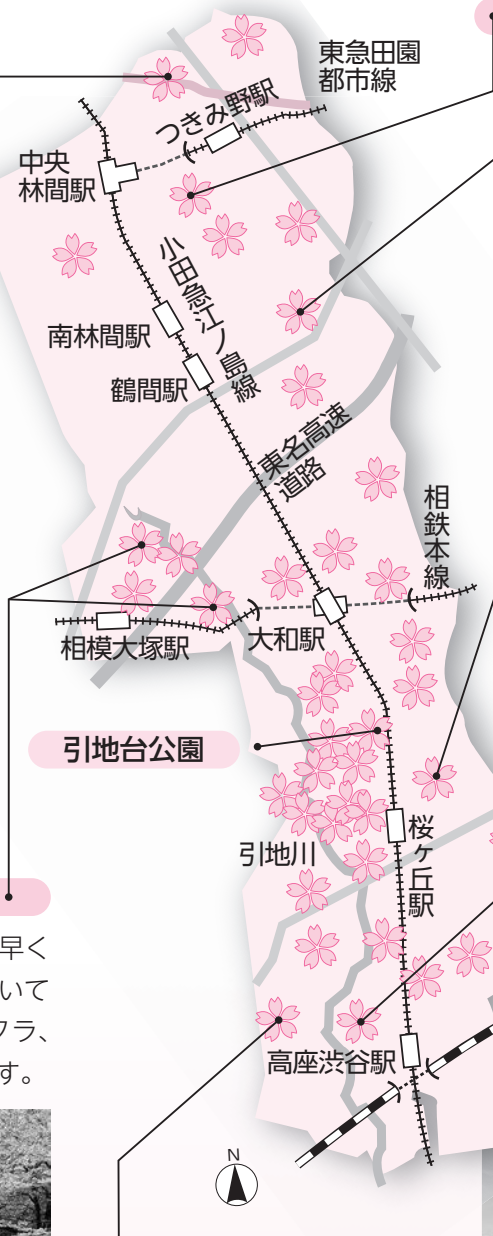 東急田園
都市線
つきみ野駅
中央
林間駅
小田急江ノ島線
南林間駅
鶴間駅
東名高速
道路
相鉄本線
大和駅
相模大塚駅
引地台公園
桜ヶ丘駅
引地川
早く
いて
ワラ、
す。
高座渋谷駅
N